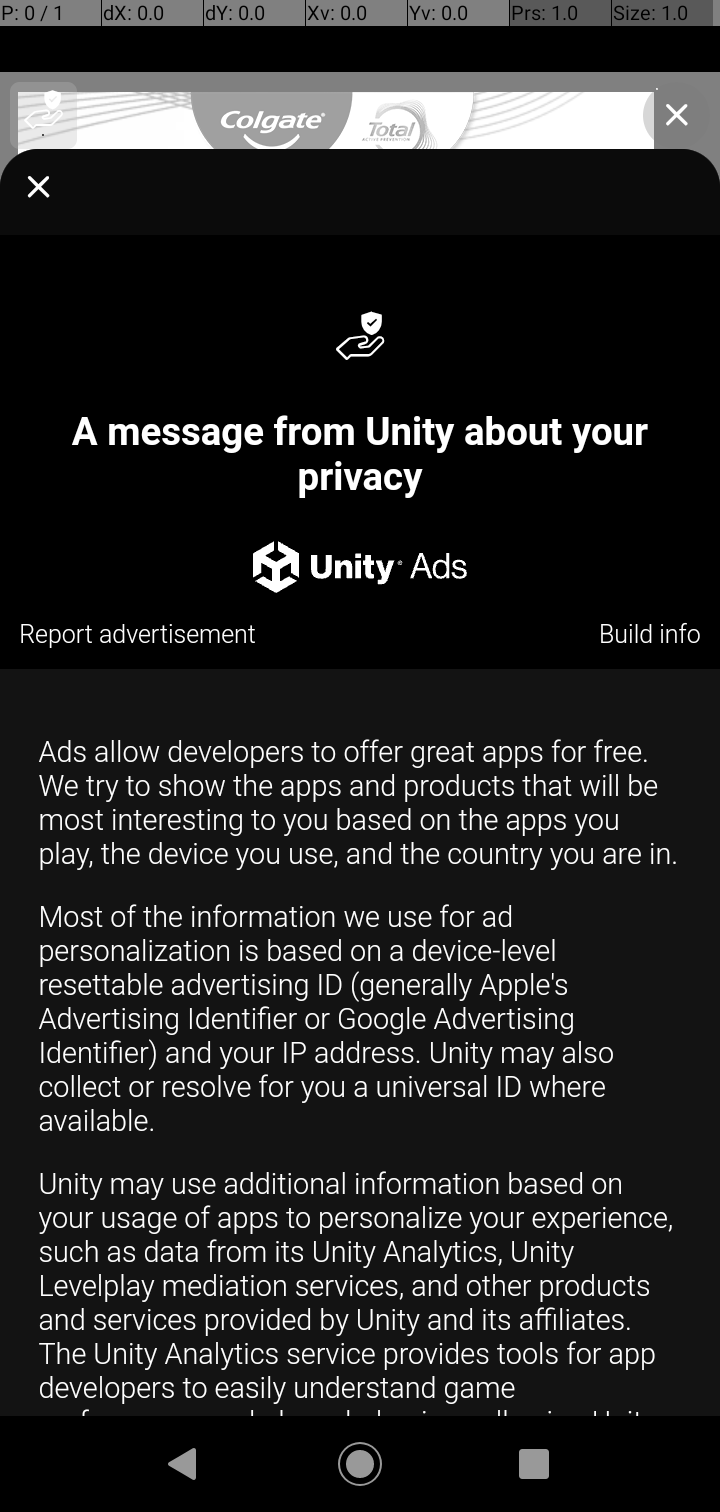 P: 0 / 1 dX: 0.0 dY: 0.0 Xv: 0.0 Yv: 0.0 Prs: 1.0 Size: 1.0
Colgate®
Total
A message from Unity about your
privacy
Unity® Ads
Report advertisement
Build info
Ads allow developers to offer great apps for free.
We try to show the apps and products that will be
most interesting to you based on the apps you
play, the device you use, and the country you are in.
Most of the information we use for ad
personalization is based on a device-level
resettable advertising ID (generally Apple's
Advertising Identifier or Google Advertising
Identifier) and your IP address. Unity may also
collect or resolve for you a universal ID where
available.
Unity may use additional information based on
your usage of apps to personalize your experience,
such as data from its Unity Analytics, Unity
Levelplay mediation services, and other products
and services provided by Unity and its affiliates.
The Unity Analytics service provides tools for app
developers to easily understand game